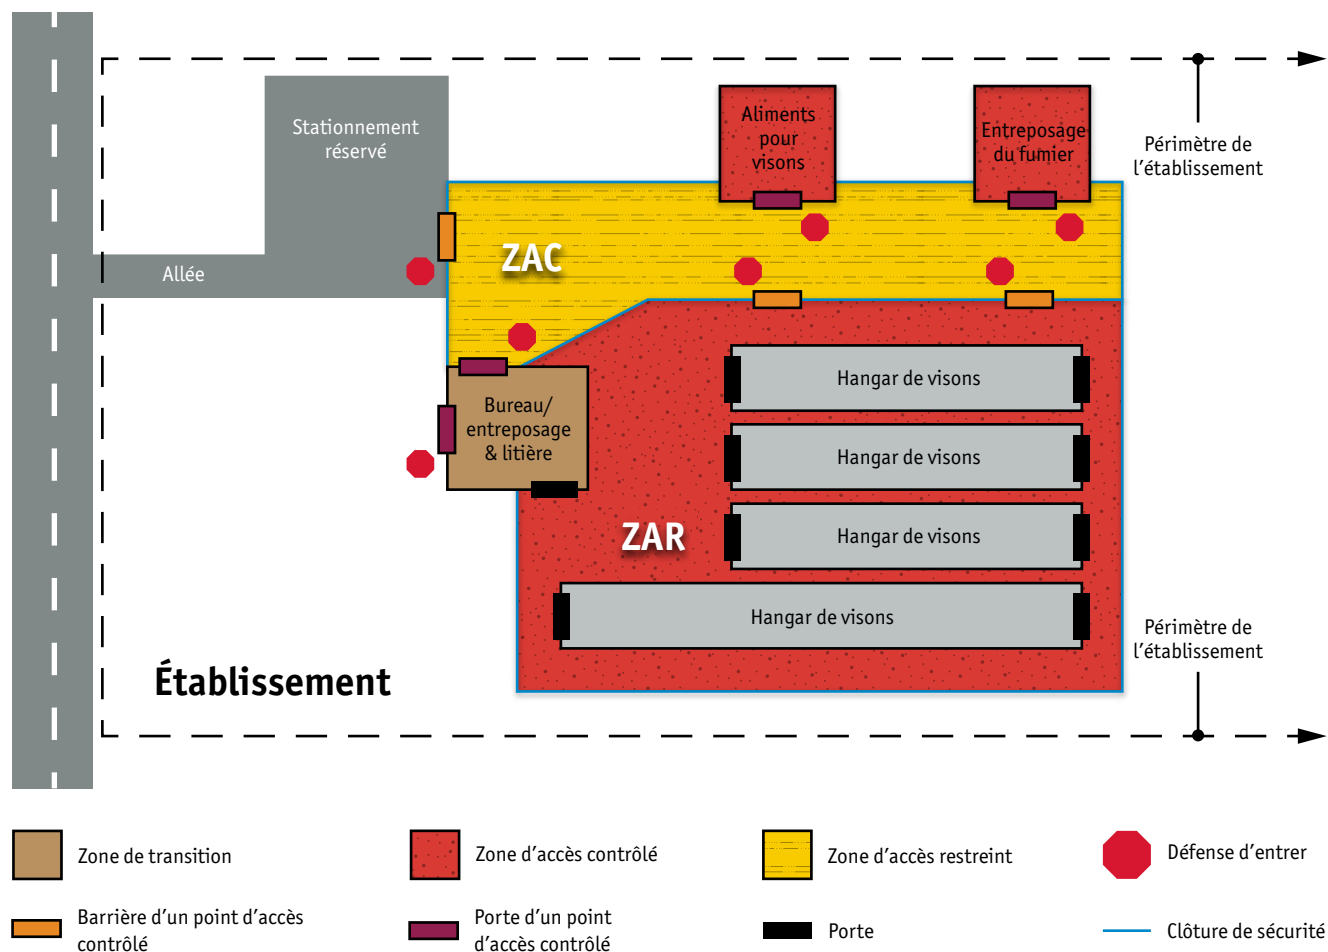 Stationnement
réservé
Allée
Aliments
pour
visons
Entreposage
du fumier
Périmètre de
l’établissement
ZAC
Bureau/
entreposage
& litière
Hangar de visons
Hangar de visons
ZAR
Hangar de visons
Hangar de visons
Périmètre de
l’établissement
Établissement
Zone de transition
Zone d’accès contrôlé
Zone d’accès restreint
Défense d’entrer
Barrière d’un point d’accès
contrôlé
Porte d’un point
d’accès contrôlé
Porte
Clôture de sécurité